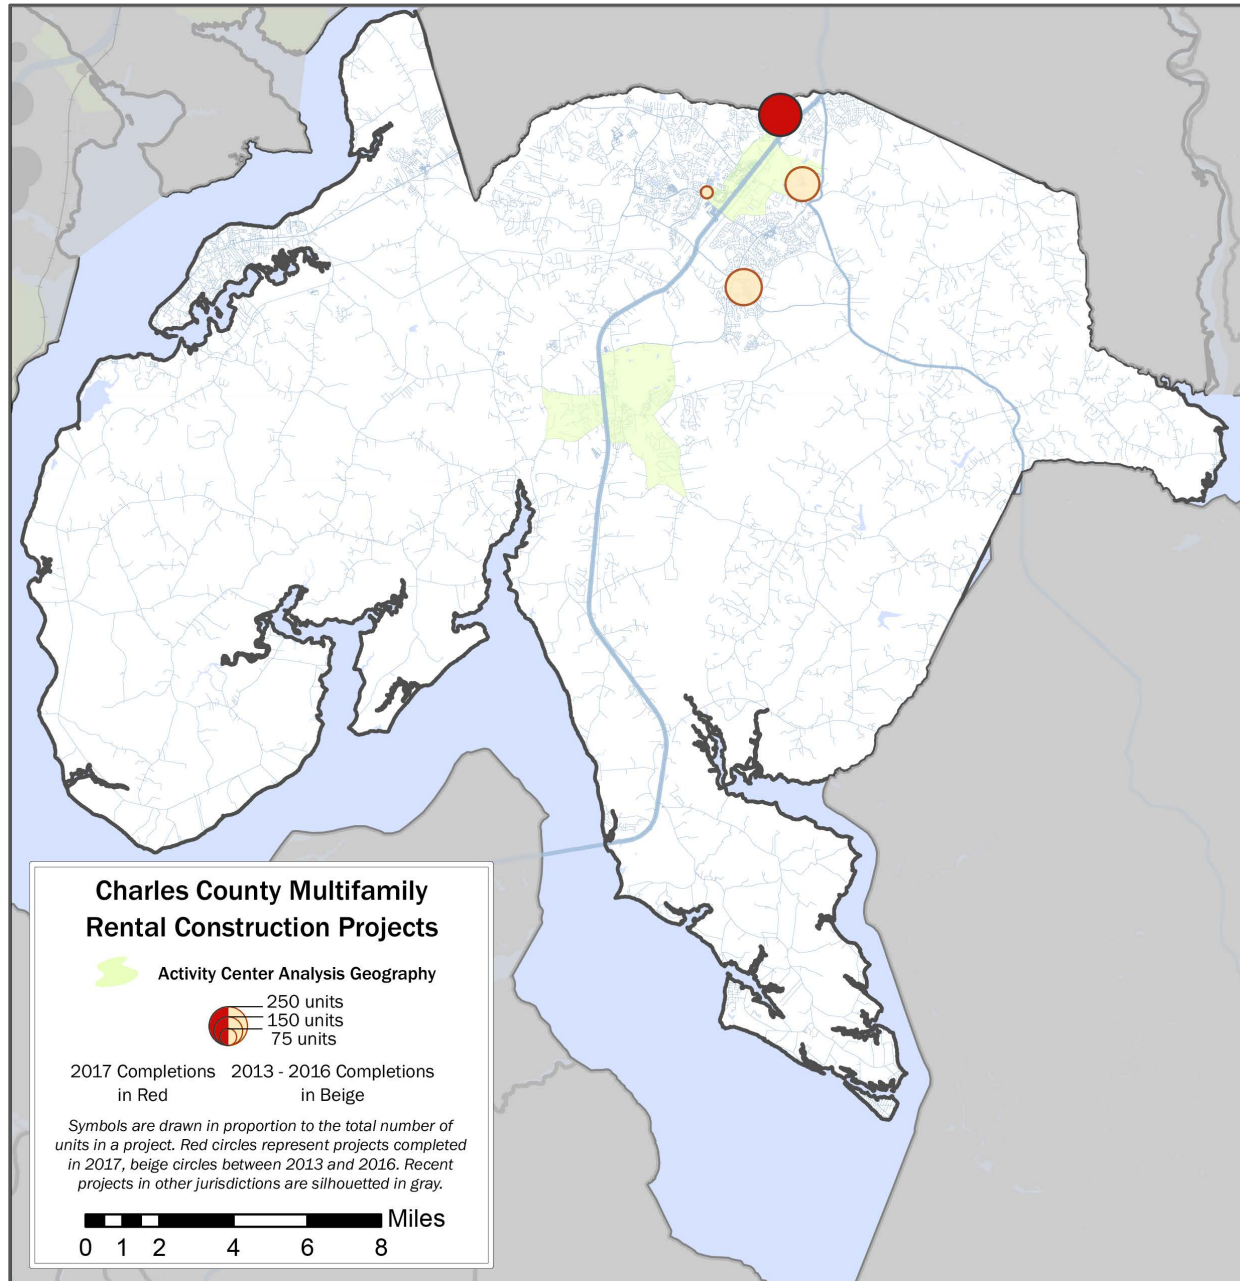 Charles County Multifamily
Rental Construction Projects
Activity Center Analysis Geography
250 units
150 units
75 units
2017 Completions
in Red
2013 - 2016 Completions
in Beige
Symbols are drawn in proportion to the total number of
units in a project. Red circles represent projects completed
in 2017, beige circles between 2013 and 2016. Recent
projects in other jurisdictions are silhouetted in gray.
Miles
0 1 2 4 6 8